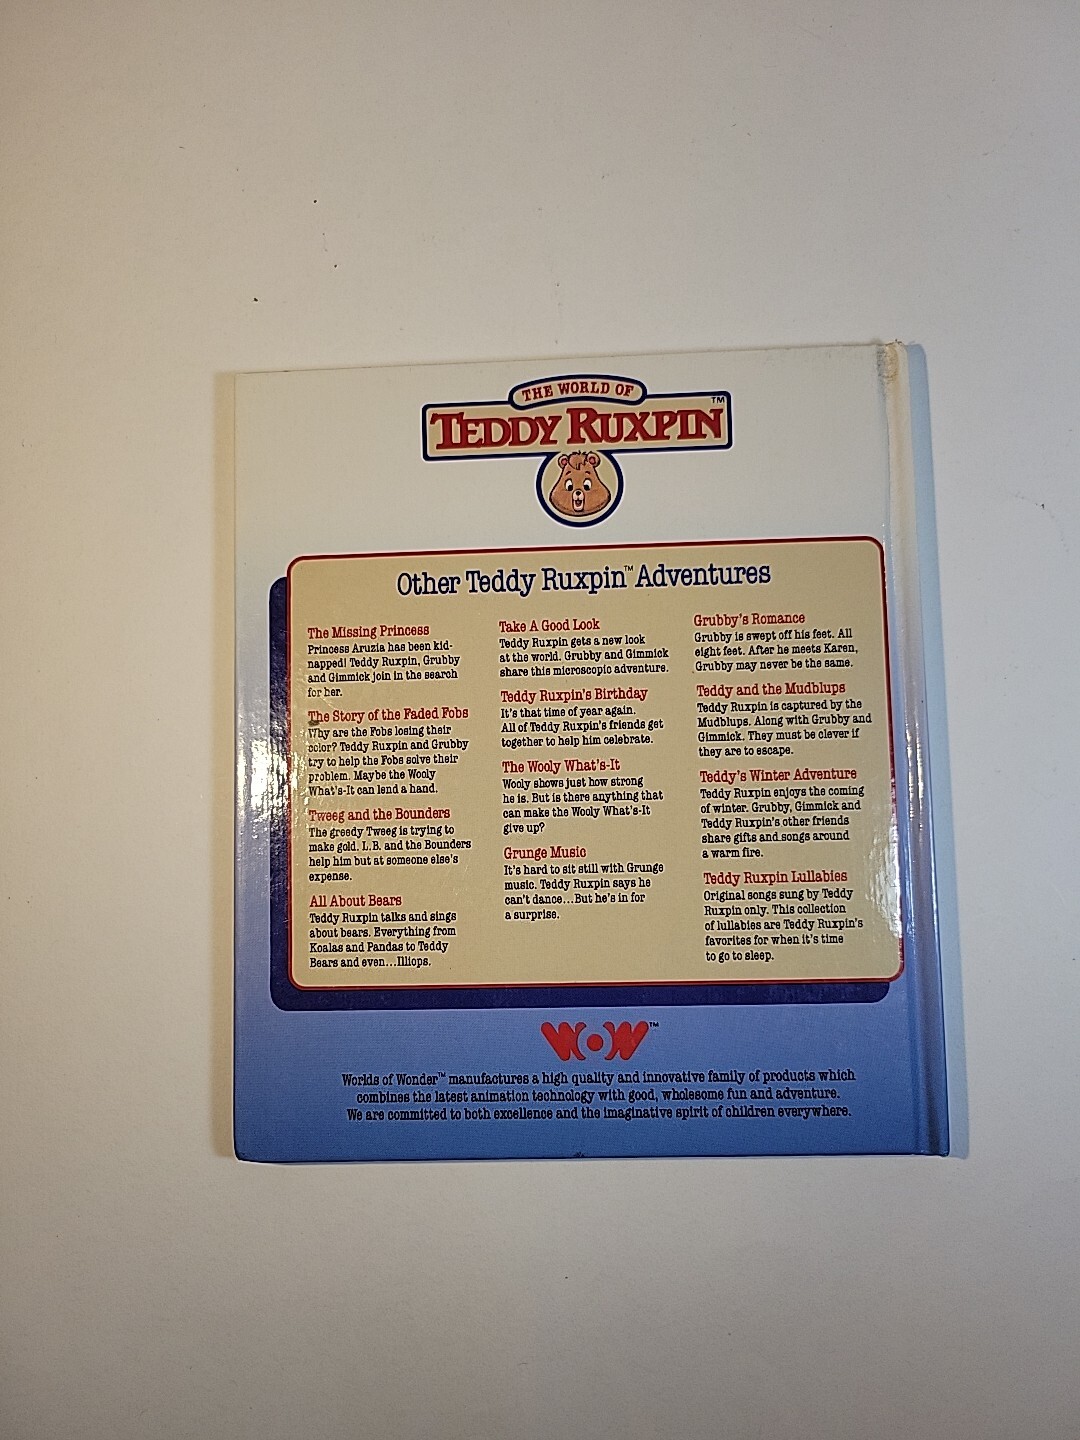 THE WORLD OF
TEDDY RUXPIN™
Other Teddy Ruxpin™ Adventures
The Missing Princess
Princess Aruzia has been kid-
napped! Teddy Ruxpin, Grubby
and Gimmick join in the search
for her.
The Story of the Faded Fobs
Why are the Fobs losing their
color? Teddy Ruxpin and Grubby
try to help the Fobs solve their
problem. Maybe the Wooly
What's-It can lend a hand.
Tweeg and the Bounders
The greedy Tweeg is trying to
make gold. L.B. and the Bounders
help him but at someone else's
expense.
All About Bears
Teddy Ruxpin talks and sings
about bears. Everything from
Koalas and Pandas to Teddy
Bears and even...Illiops.
Take A Good Look
Teddy Ruxpin gets a new look
at the world. Grubby and Gimmick
share this microscopic adventure.
Teddy Ruxpin's Birthday
It's that time of year again.
All of Teddy Ruxpin's friends get
together to help him celebrate.
The Wooly What's-It
Wooly shows just how strong
he is. But is there anything that
can make the Wooly What's-It
give up?
Grunge Music
It's hard to sit still with Grunge
music. Teddy Ruxpin says he
can't dance...But he's in for
a surprise.
Grubby's Romance
Grubby is swept off his feet. All
eight feet. After he meets Karen,
Grubby may never be the same.
Teddy and the Mudblups
Teddy Ruxpin is captured by the
Mudblups. Along with Grubby and
Gimmick. They must be clever if
they are to escape.
Teddy's Winter Adventure
Teddy Ruxpin enjoys the coming
of winter. Grubby, Gimmick and
Teddy Ruxpin's other friends
share gifts and songs around
a warm fire.
Teddy Ruxpin Lullabies
Original songs sung by Teddy
Ruxpin only. This collection
of lullabies are Teddy Ruxpin's
favorites for when it's time
to go to sleep.
WOW™
Worlds of Wonder™ manufactures a high quality and innovative family of products which
combines the latest animation technology with good, wholesome fun and adventure.
We are committed to both excellence and the imaginative spirit of children everywhere.